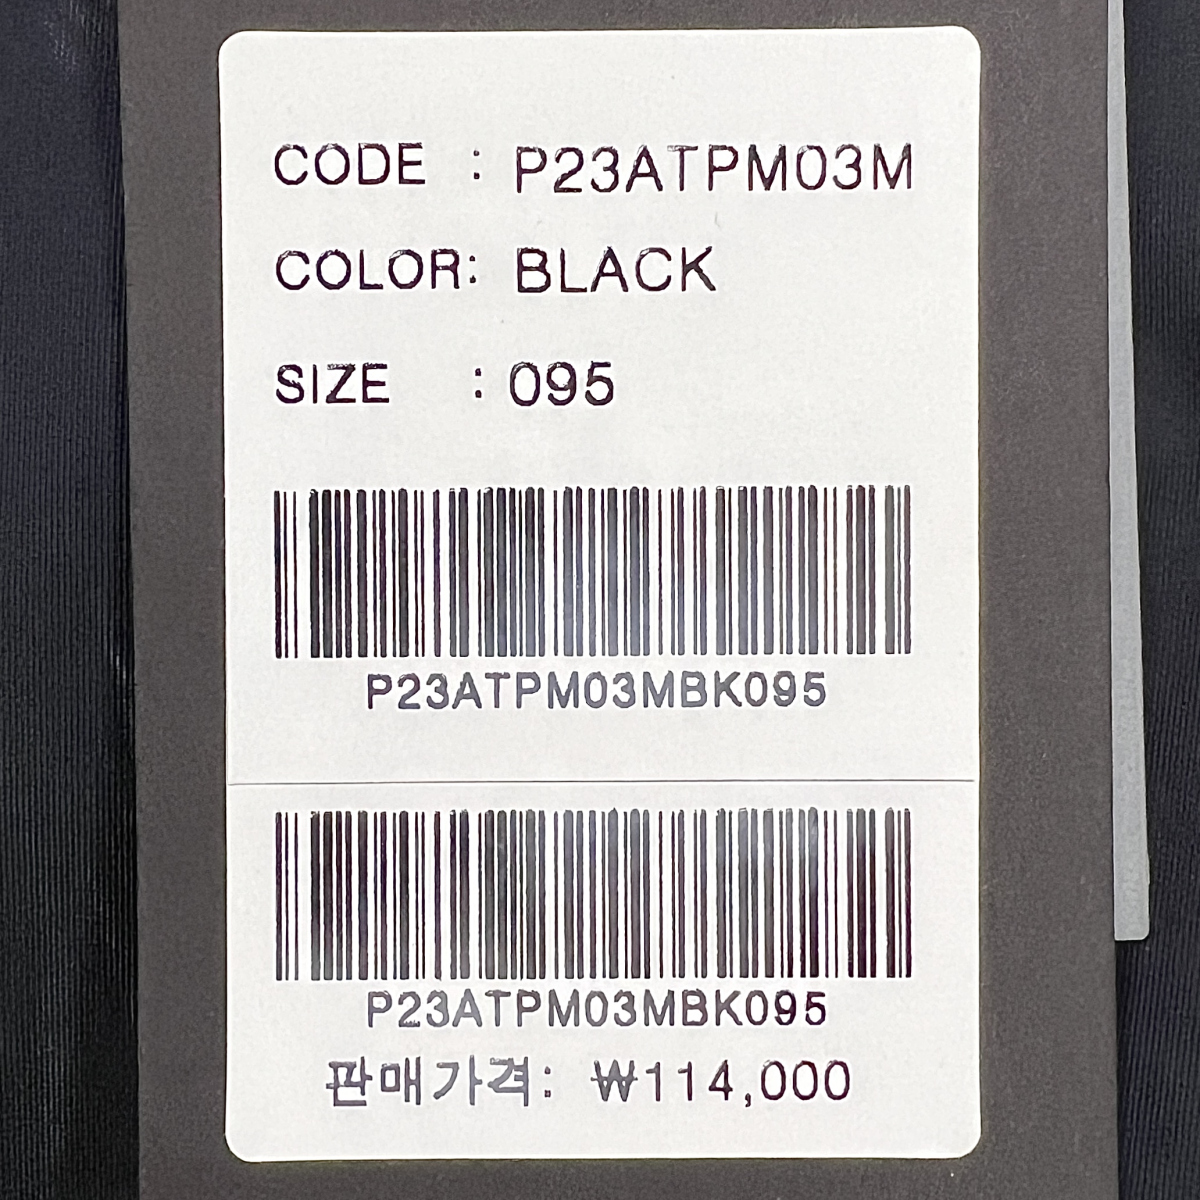 CODE : P23ATPM03M
COLOR: BLACK
SIZE : 095
P23ATPM03MBK095
P23ATPM03MBK095
판매가격: ₩114,000